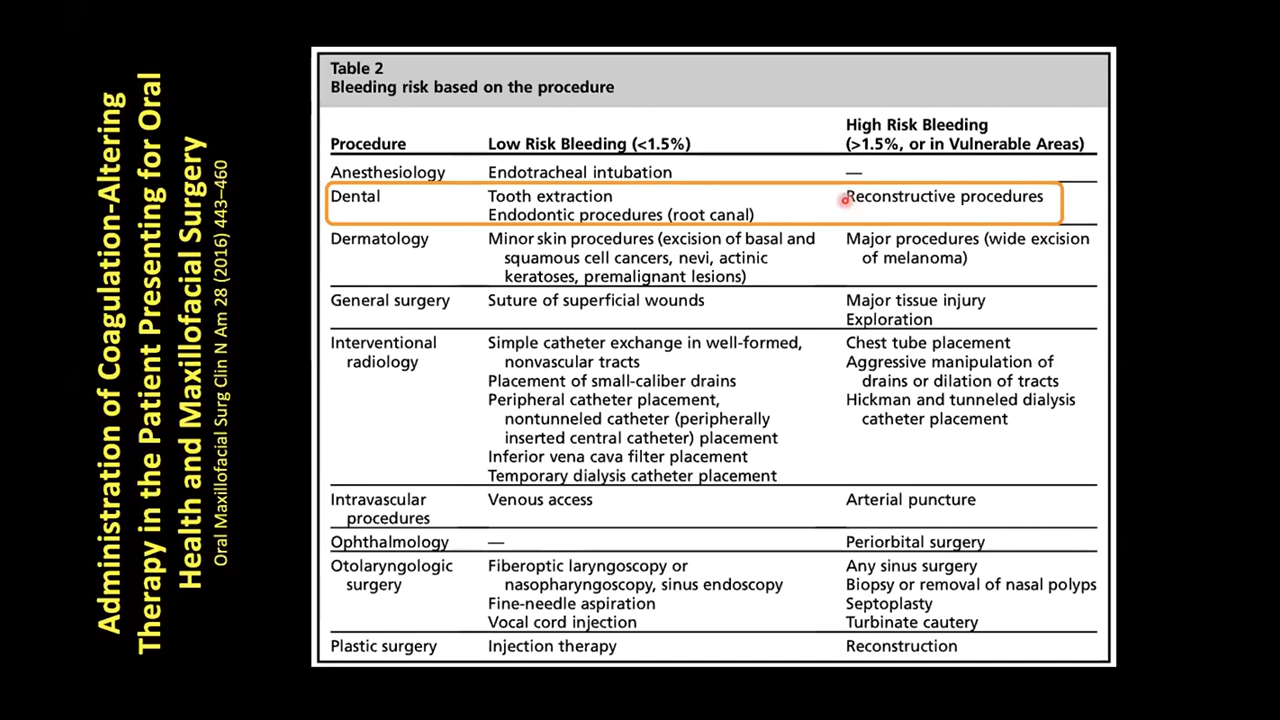 Administration of Coagulation-Altering
Therapy in the Patient Presenting for Oral
Health and Maxillofacial Surgery
Oral Maxillofacial Surg Clin N Am 28 (2016) 443–460
Table 2
Bleeding risk based on the procedure
High Risk Bleeding
Procedure Low Risk Bleeding (<1.5%) (>1.5%, or in Vulnerable Areas)
Anesthesiology Endotracheal intubation —
Dental Tooth extraction Reconstructive procedures
Endodontic procedures (root canal)
Dermatology Minor skin procedures (excision of basal and Major procedures (wide excision
squamous cell cancers, nevi, actinic of melanoma)
keratoses, premalignant lesions)
General surgery Suture of superficial wounds Major tissue injury
Exploration
Interventional Simple catheter exchange in well-formed, Chest tube placement
radiology nonvascular tracts Aggressive manipulation of
Placement of small-caliber drains drains or dilation of tracts
Peripheral catheter placement, Hickman and tunneled dialysis
nontunneled catheter (peripherally catheter placement
inserted central catheter) placement
Inferior vena cava filter placement
Temporary dialysis catheter placement
Intravascular Venous access Arterial puncture
procedures
Ophthalmology — Periorbital surgery
Otolaryngologic Fiberoptic laryngoscopy or Any sinus surgery
surgery nasopharyngoscopy, sinus endoscopy Biopsy or removal of nasal polyps
Fine-needle aspiration Septoplasty
Vocal cord injection Turbinate cautery
Plastic surgery Injection therapy Reconstruction